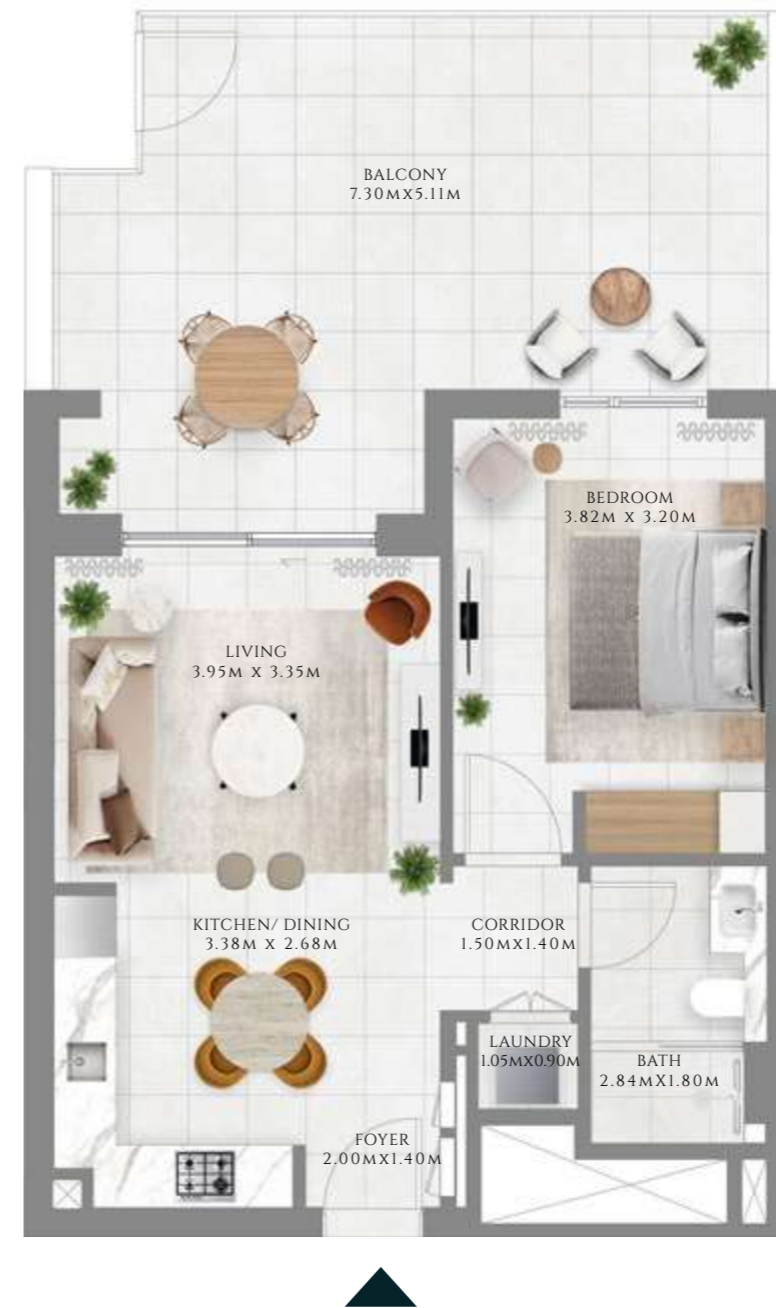 BALCONY
7.30MX5.11M
BEDROOM
3.82M X 3.20M
LIVING
3.95M X 3.35M
KITCHEN/ DINING
3.38M X 2.68M
CORRIDOR
1.50MX1.40M
LAUNDRY
1.05MX0.90M
BATH
2.84MX1.80M
FOYER
2.00MX1.40M